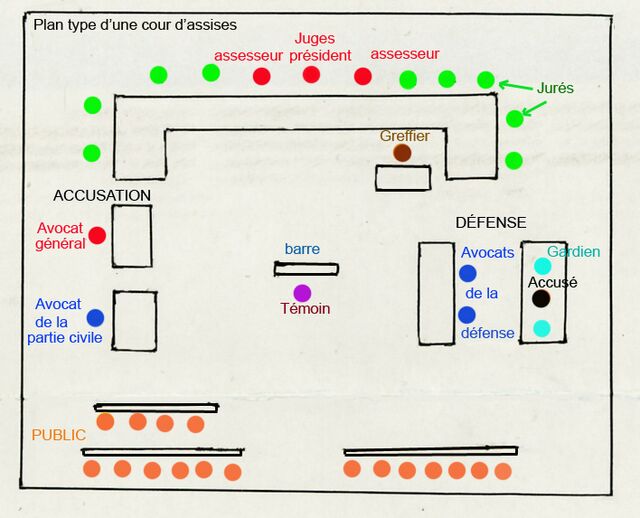 Plan type d'une cour d'assises
Juges
assesseur président assesseur
Jurés
Greffier
ACCUSATION
DÉFENSE
Avocat
général
barre
Avocats
de la
défense
Gardien
Accusé
Témoin
Avocat
de la
partie civile
PUBLIC